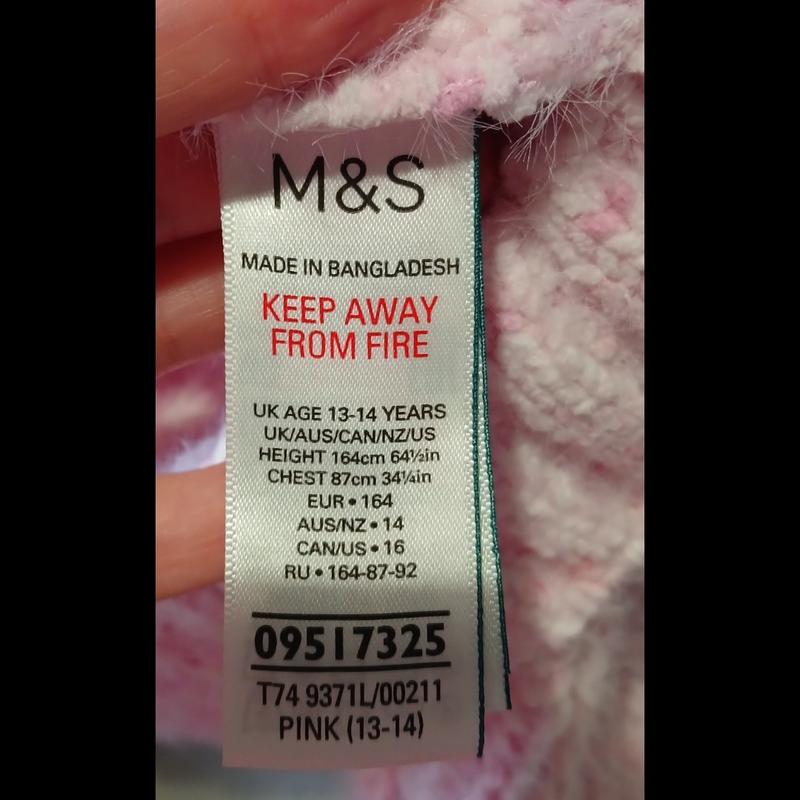 M&S
MADE IN BANGLADESH
KEEP AWAY
FROM FIRE
UK AGE 13-14 YEARS
UK/AUS/CAN/NZ/US
HEIGHT 164cm 64½in
CHEST 87cm 34¼in
EUR • 164
AUS/NZ • 14
CAN/US • 16
RU • 164-87-92
09517325
T74 9371L/00211
PINK (13-14)